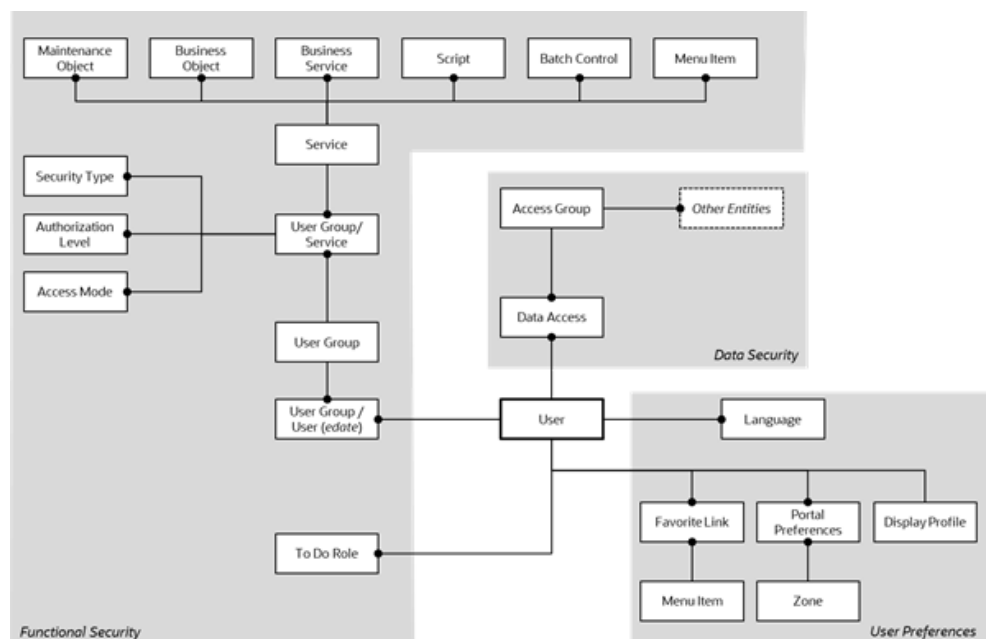 Maintenance
Object
Business
Object
Business
Service
Script
Batch Control
Menu Item
Service
Security Type
Authorization
Level
User Group/
Service
Access Mode
Access Group
Other Entities
Data Access
Data Security
User Group
User Group /
User (edate)
User
Language
Favorite Link
Portal
Preferences
Display Profile
To Do Role
Menu Item
Zone
Functional Security
User Preferences